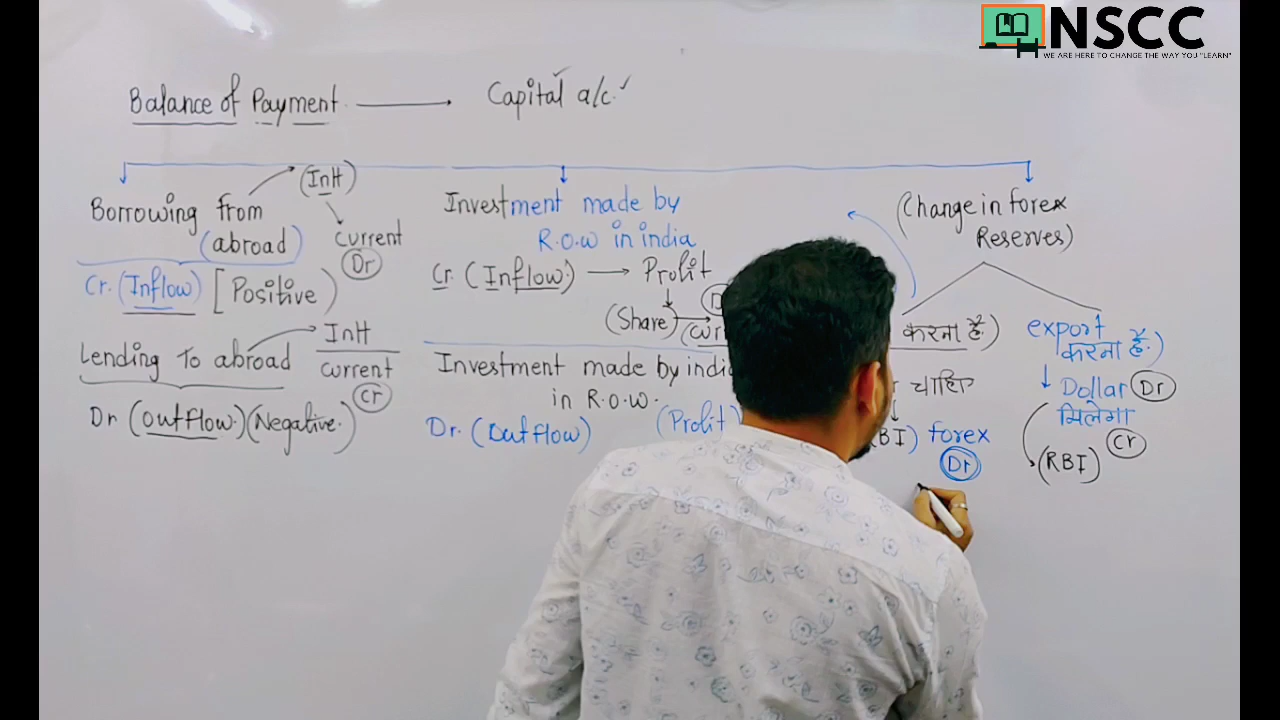 NSCC
WE ARE HERE TO CHANGE THE WAY YOU "LEARN"
Balance of Payment
Capital a/c.
Borrowing from
(abroad)
(InH)
current
Dr
Cr. (Inflow) [Positive)
Lending To abroad
InH
current
cr
Dr (outflow.)(Negative.)
Investment made by
R.O.W in india
Cr. (Inflow.) Profit
(Share)
Investment made by
in R.O.W.
Dr. (Outflow)
(Profit)
(Change in forex
Reserves)
करना है.)
forex
Dr
export
करना है.)
Dollar Dr
मिलेगा
Cr
(RBI)